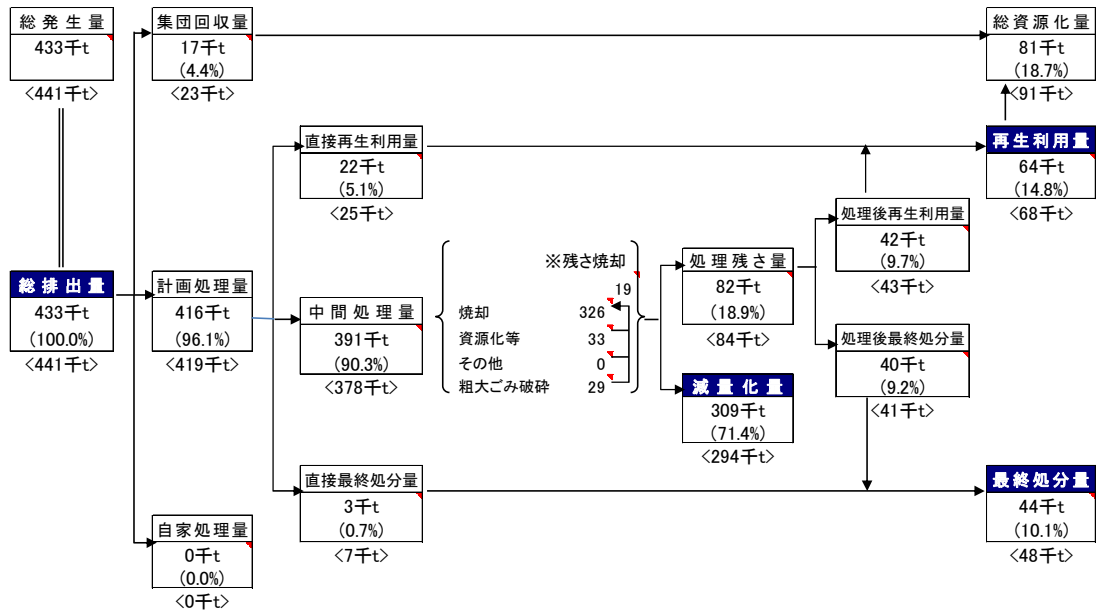 総発生量
433千t
<441千t>
集団回収量
17千t
(4.4%)
<23千t>
総資源化量
81千t
(18.7%)
<91千t>
直接再生利用量
22千t
(5.1%)
<25千t>
再生利用量
64千t
(14.8%)
<68千t>
処理後再生利用量
42千t
(9.7%)
<43千t>
総排出量
433千t
(100.0%)
<441千t>
計画処理量
416千t
(96.1%)
<419千t>
中間処理量
391千t
(90.3%)
<378千t>
※残さ焼却
19
焼却 326
資源化等 33
その他 0
粗大ごみ破砕 29
処理残さ量
82千t
(18.9%)
<84千t>
減量化量
309千t
(71.4%)
<294千t>
処理後最終処分量
40千t
(9.2%)
<41千t>
直接最終処分量
3千t
(0.7%)
<7千t>
最終処分量
44千t
(10.1%)
<48千t>
自家処理量
0千t
(0.0%)
<0千t>